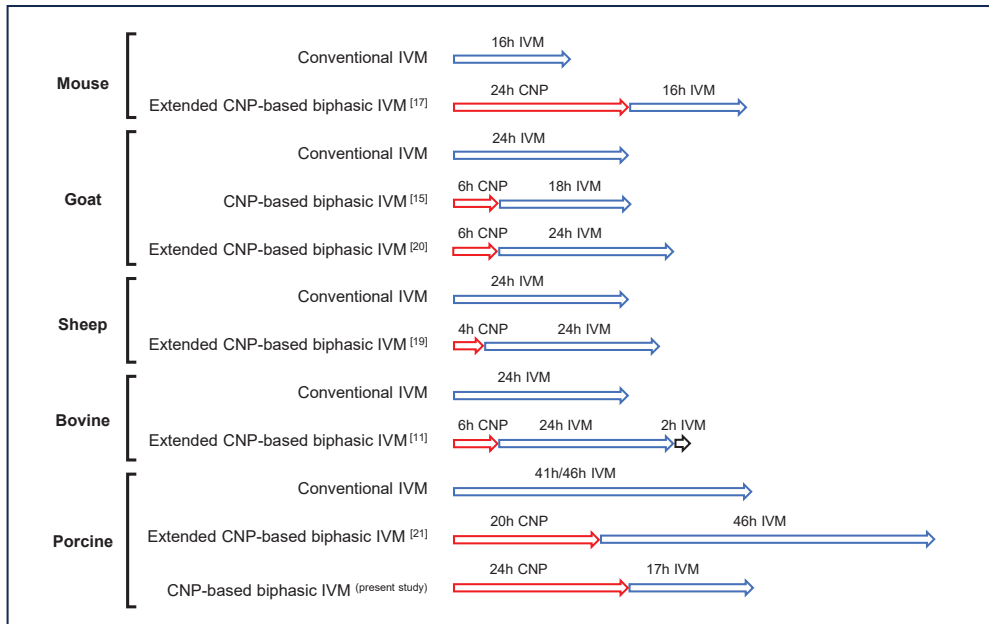 Mouse
Conventional IVM
16h IVM
Extended CNP-based biphasic IVM [17]
24h CNP
16h IVM
Goat
Conventional IVM
24h IVM
CNP-based biphasic IVM [15]
6h CNP
18h IVM
Extended CNP-based biphasic IVM [20]
6h CNP
24h IVM
Sheep
Conventional IVM
24h IVM
Extended CNP-based biphasic IVM [19]
4h CNP
24h IVM
Bovine
Conventional IVM
24h IVM
Extended CNP-based biphasic IVM [11]
6h CNP
24h IVM
2h IVM
Porcine
Conventional IVM
41h/46h IVM
Extended CNP-based biphasic IVM [21]
20h CNP
46h IVM
CNP-based biphasic IVM (present study)
24h CNP
17h IVM